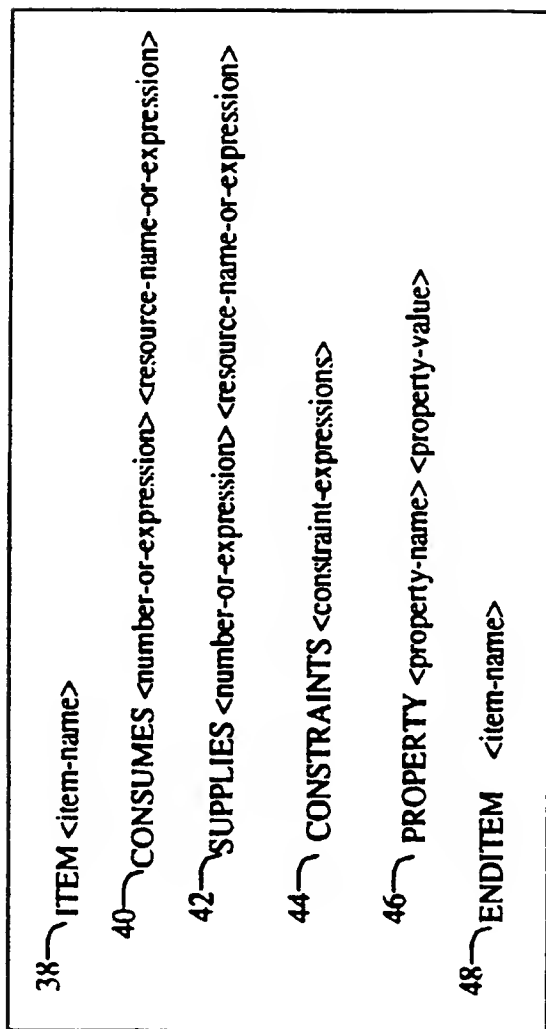 38 ITEM <item-name>
40 CONSUMES <number-or-expression> <resource-name-or-expression>
42 SUPPLIES <number-or-expression> <resource-name-or-expression>
44 CONSTRAINTS <constraint-expressions>
46 PROPERTY <property-name> <property-value>
48 ENDITEM <item-name>